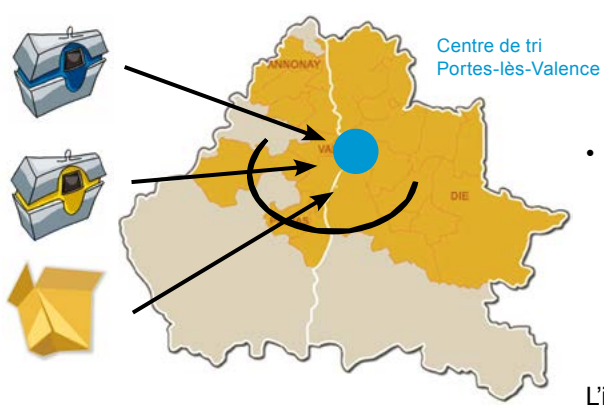 Centre de tri
Portes-lès-Valence
ANNONAY
DIE
•
L'i